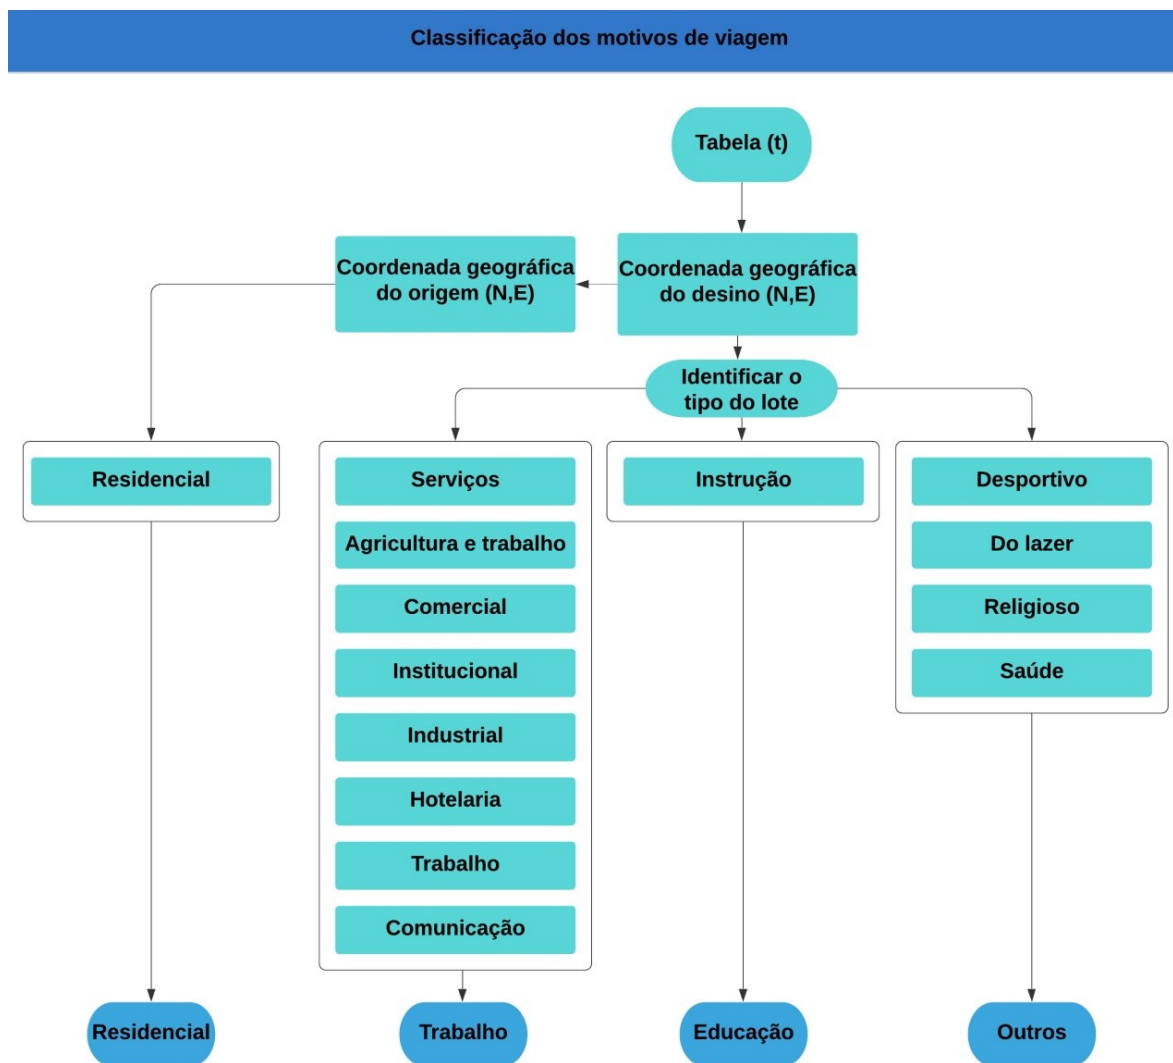 Classificação dos motivos de viagem
Tabela (t)
Coordenada geográfica
do origem (N,E)
Coordenada geográfica
do desino (N,E)
Identificar o
tipo do lote
Residencial
Serviços
Agricultura e trabalho
Comercial
Institucional
Industrial
Hotelaria
Trabalho
Comunicação
Instrução
Desportivo
Do lazer
Religioso
Saúde
Residencial
Trabalho
Educação
Outros